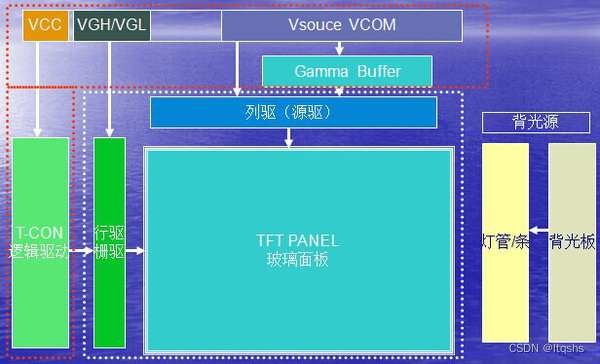 VCC
VGH/VGL
Vsouce VCOM
Gamma Buffer
列驱（源驱）
背光源
T-CON
逻辑驱动
行驱
栅驱
TFT PANEL
玻璃面板
灯管/条
背光板
CSDN @ltqshs